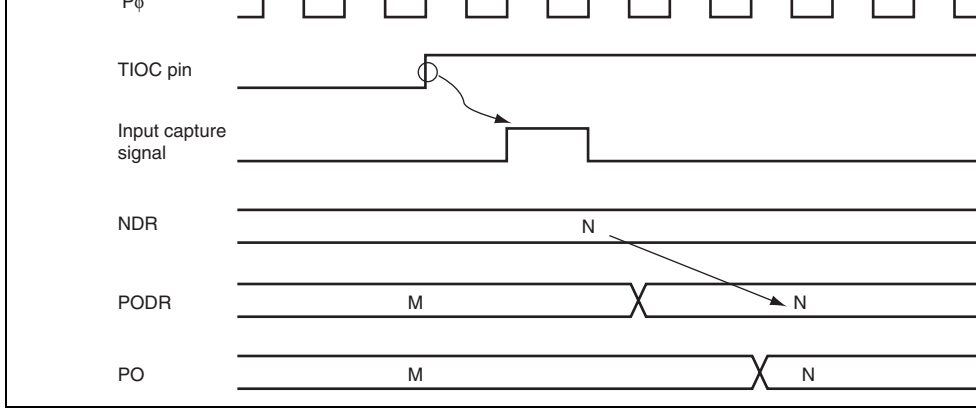 Pφ
TIOC pin
Input capture
signal
NDR
N
PODR
M
N
PO
M
N